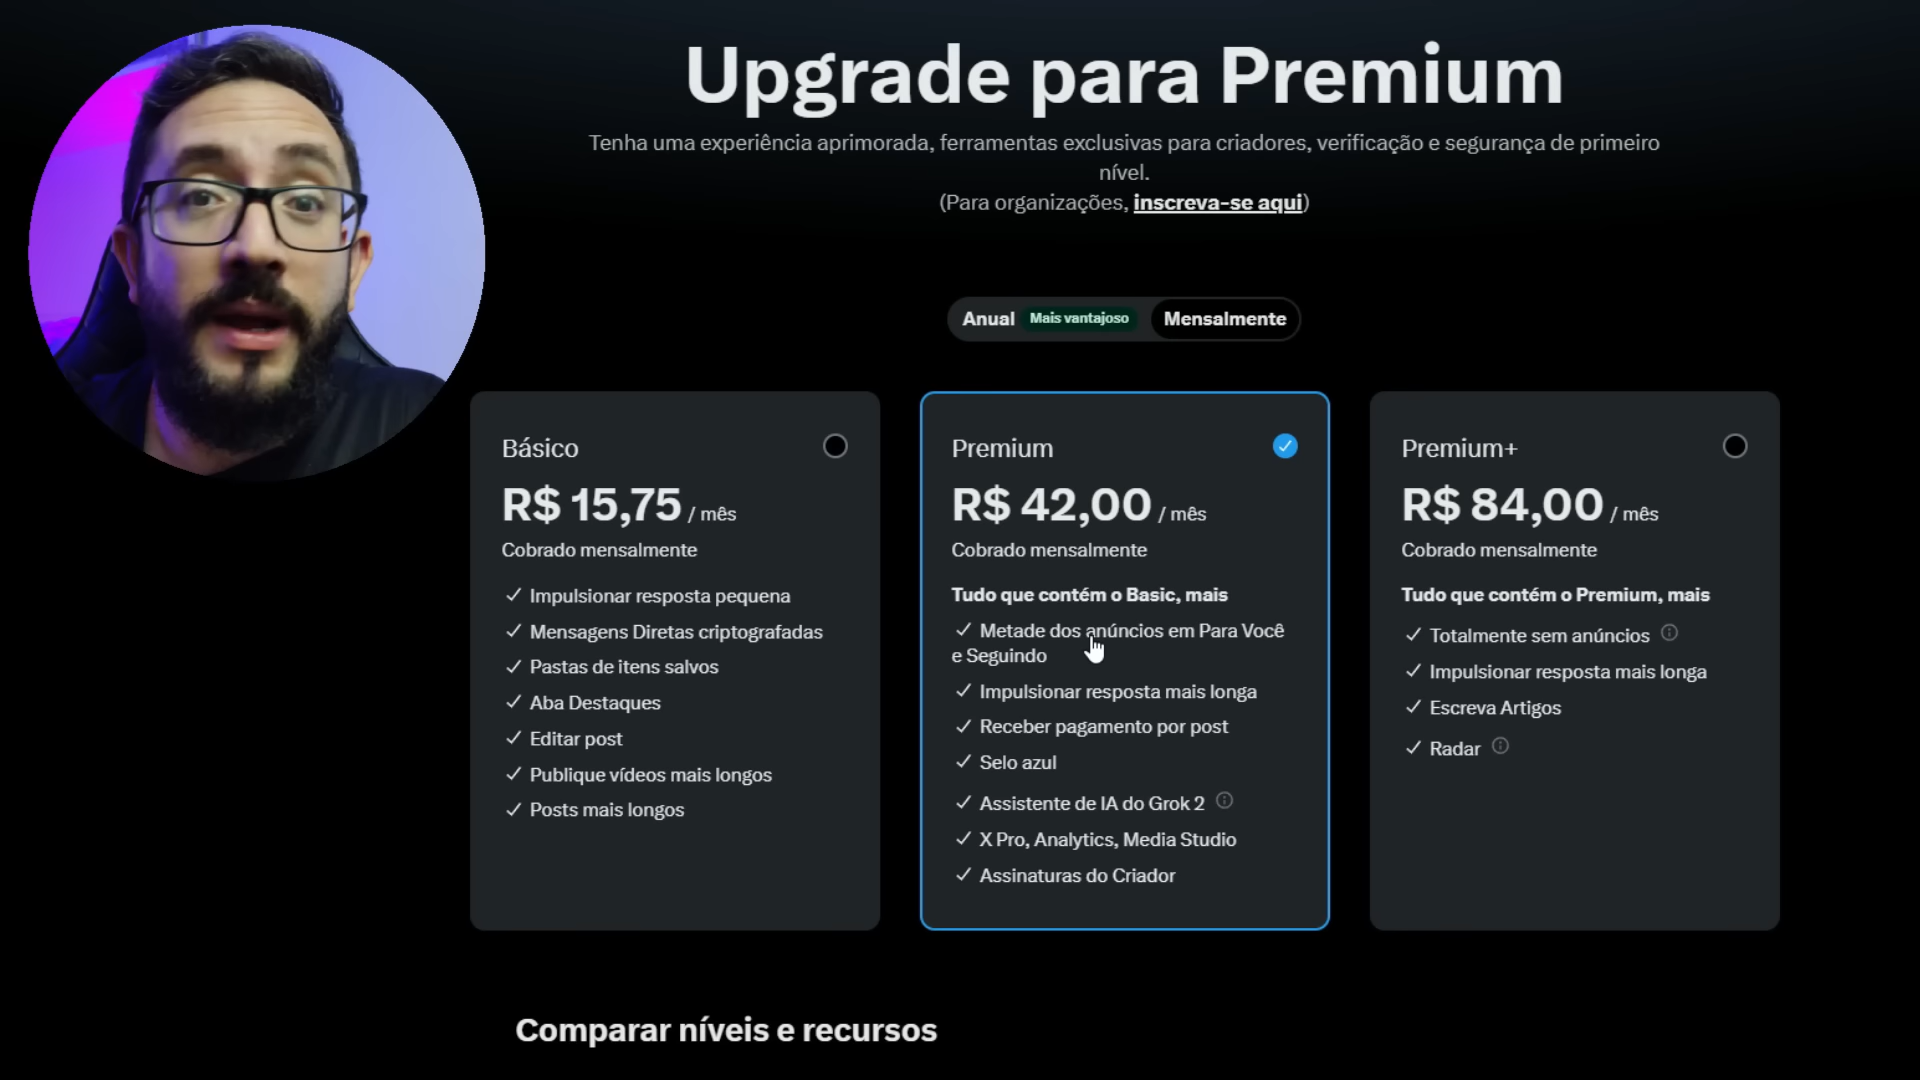 Upgrade para Premium
Tenha uma experiência aprimorada, ferramentas exclusivas para criadores, verificação e segurança de primeiro
nível.
(Para organizações, inscreva-se aqui)
Anual Mais vantajoso Mensalmente
Básico
R$ 15,75 / mês
Cobrado mensalmente
Impulsionar resposta pequena
Mensagens Diretas criptografadas
Pastas de itens salvos
Aba Destaques
Editar post
Publique vídeos mais longos
Posts mais longos
Premium
R$ 42,00 / mês
Cobrado mensalmente
Tudo que contém o Basic, mais
Metade dos anúncios em Para Você
e Seguindo
Impulsionar resposta mais longa
Receber pagamento por post
Selo azul
Assistente de IA do Grok 2
X Pro, Analytics, Media Studio
Assinaturas do Criador
Premium+
R$ 84,00 / mês
Cobrado mensalmente
Tudo que contém o Premium, mais
Totalmente sem anúncios
Impulsionar resposta mais longa
Escreva Artigos
Radar
Comparar níveis e recursos